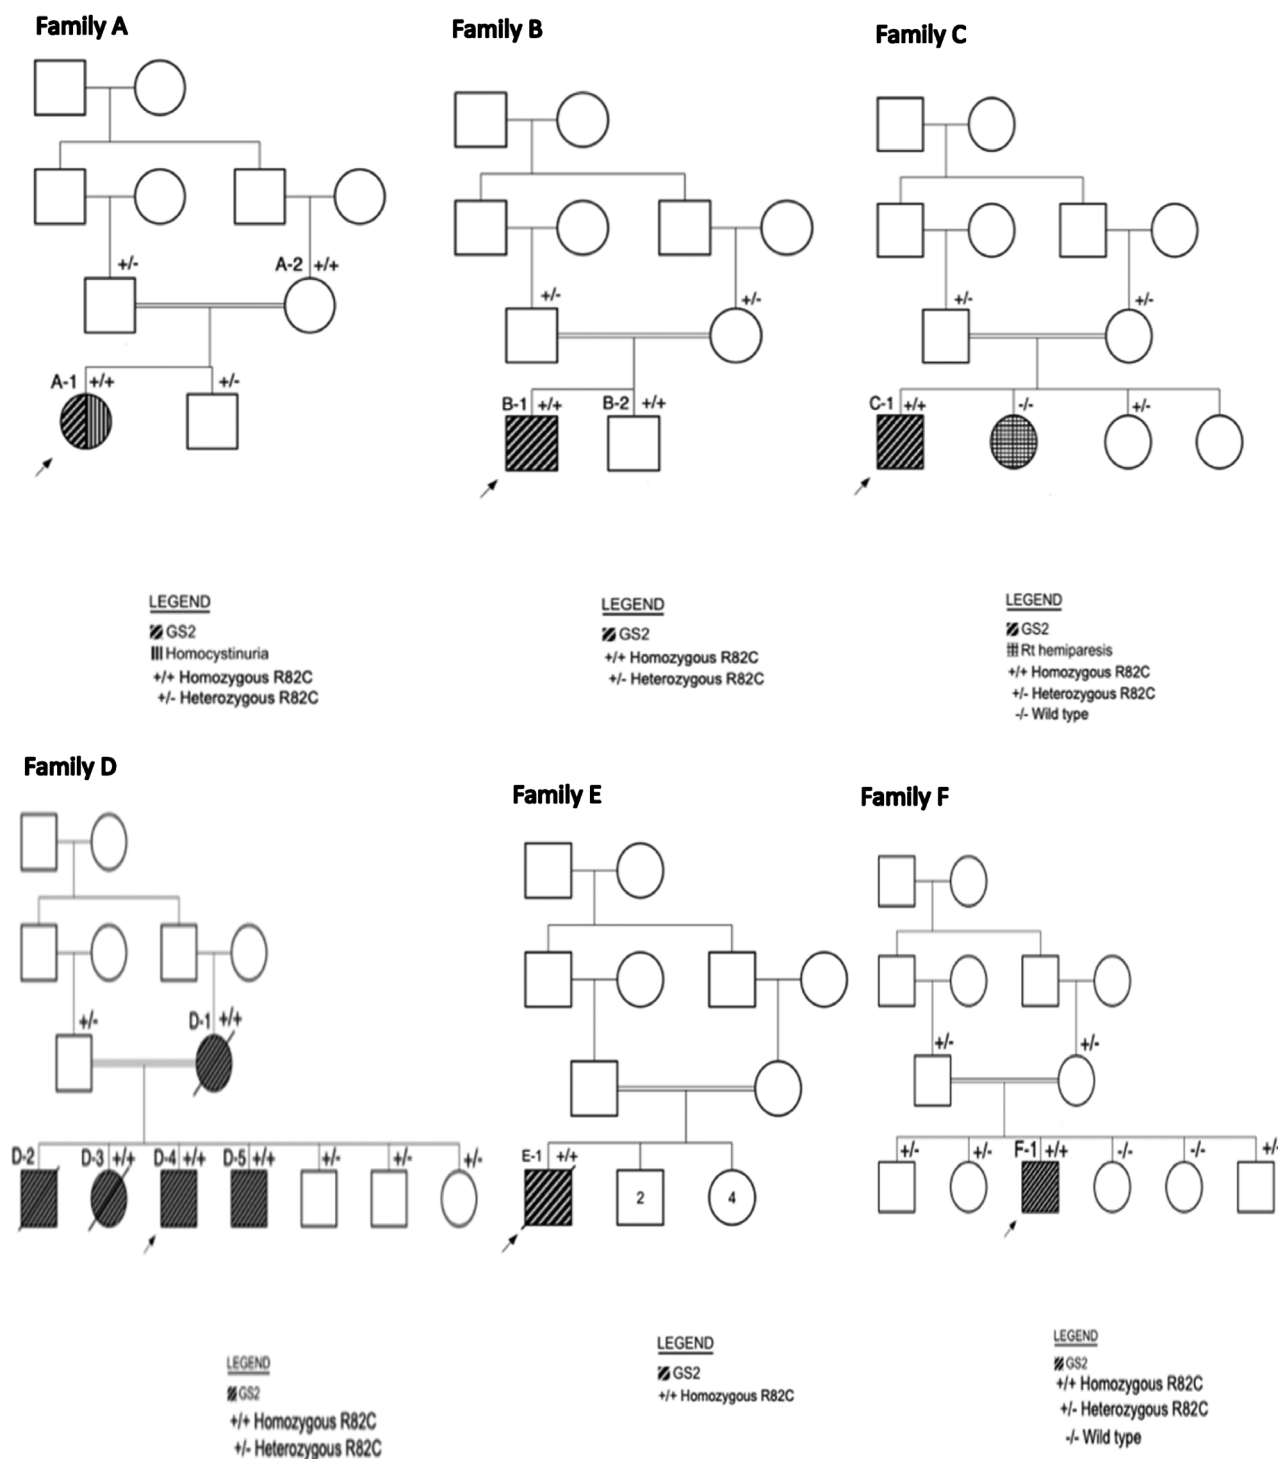 Family A
+/-
A-2 +/+
A-1 +/+
+/-
LEGEND
GS2
Homocystinuria
+/+ Homozygous R82C
+/- Heterozygous R82C
Family B
+/-
+/-
B-1 +/+
B-2 +/+
LEGEND
GS2
+/+ Homozygous R82C
+/- Heterozygous R82C
Family C
+/-
+/-
C-1 +/+
-/-
+/-
LEGEND
GS2
Rt hemiparesis
+/+ Homozygous R82C
+/- Heterozygous R82C
-/- Wild type
Family D
+/-
D-1 +/+
D-2
D-3 +/+
D-4 +/+
D-5 +/+
+/-
+/-
+/-
LEGEND
GS2
+/+ Homozygous R82C
+/- Heterozygous R82C
Family E
E-1 +/+
2
4
LEGEND
GS2
+/+ Homozygous R82C
Family F
+/-
+/-
+/-
+/-
F-1 +/+
-/-
-/-
+/-
LEGEND
GS2
+/+ Homozygous R82C
+/- Heterozygous R82C
-/- Wild type